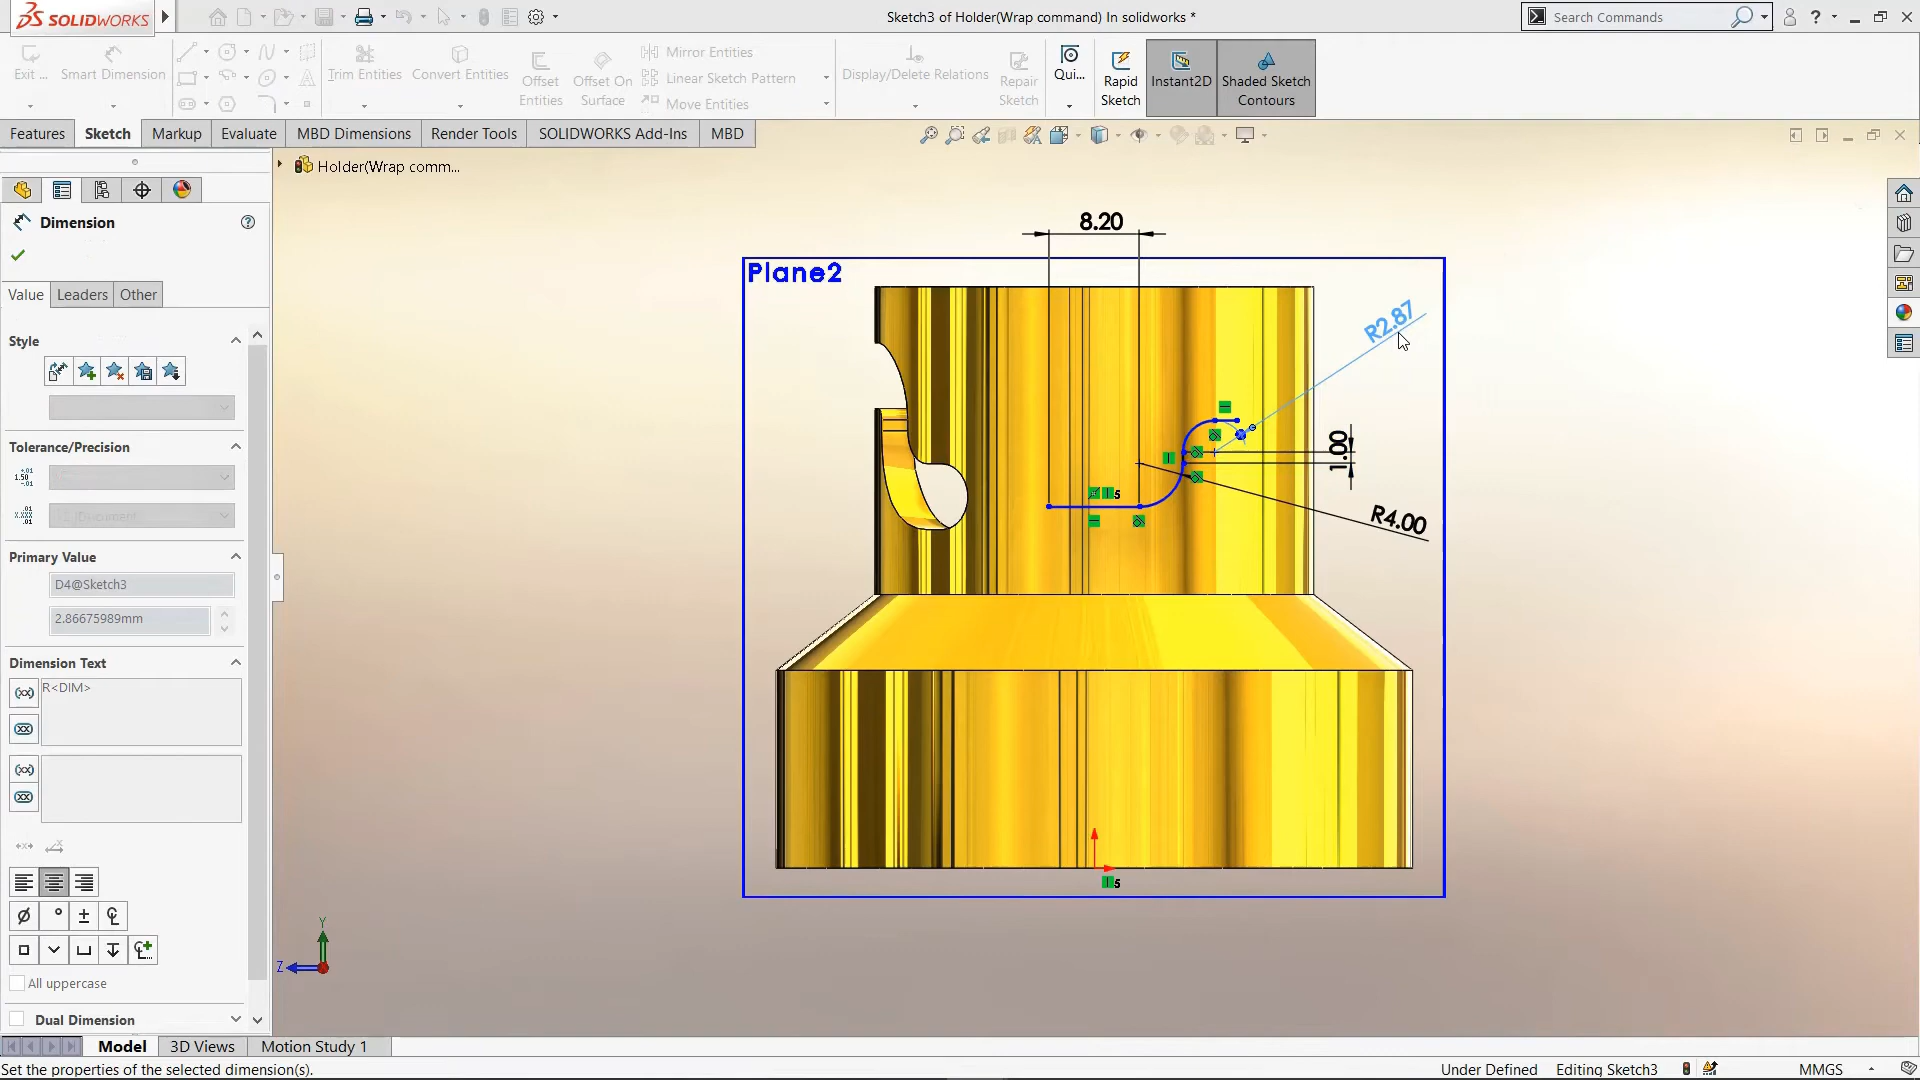 SOLIDWORKS
Sketch3 of Holder(Wrap command) In solidworks *
Search Commands
?
Exit ...
Smart Dimension
Trim Entities
Convert Entities
Offset
Entities
Offset On
Surface
Mirror Entities
Linear Sketch Pattern
Move Entities
Display/Delete Relations
Repair
Sketch
Qui...
Rapid
Sketch
Instant2D
Shaded Sketch
Contours
Features
Sketch
Markup
Evaluate
MBD Dimensions
Render Tools
SOLIDWORKS Add-Ins
MBD
Holder(Wrap comm...
Dimension
Value
Leaders
Other
Style
Tolerance/Precision
Primary Value
D4@Sketch3
2.86675989mm
Dimension Text
R<DIM>
All uppercase
Dual Dimension
8.20
Plane2
R2.87
1.00
R4.00
5
5
Y
Z
Model
3D Views
Motion Study 1
Set the properties of the selected dimension(s).
Under Defined
Editing Sketch3
MMGS